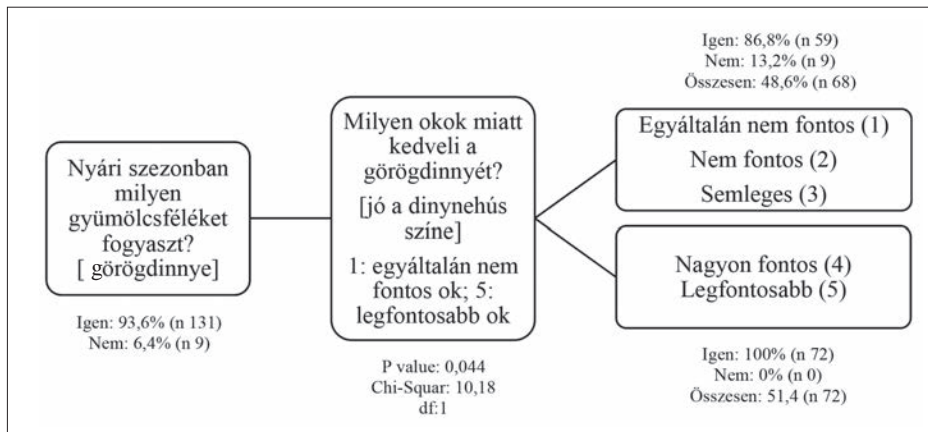 Nyári szezonban
milyen
gyümölcsféléket
fogyaszt?
[ görögdinnye]
Igen: 93,6% (n 131)
Nem: 6,4% (n 9)
Milyen okok miatt
kedveli a
görögdinnyét?
[jó a dinynehús
színe]
1: egyáltalán nem
fontos ok; 5:
legfontosabb ok
P value: 0,044
Chi-Squar: 10,18
df:1
Igen: 86,8% (n 59)
Nem: 13,2% (n 9)
Összesen: 48,6% (n 68)
Egyáltalán nem fontos (1)
Nem fontos (2)
Semleges (3)
Nagyon fontos (4)
Legfontosabb (5)
Igen: 100% (n 72)
Nem: 0% (n 0)
Összesen: 51,4 (n 72)